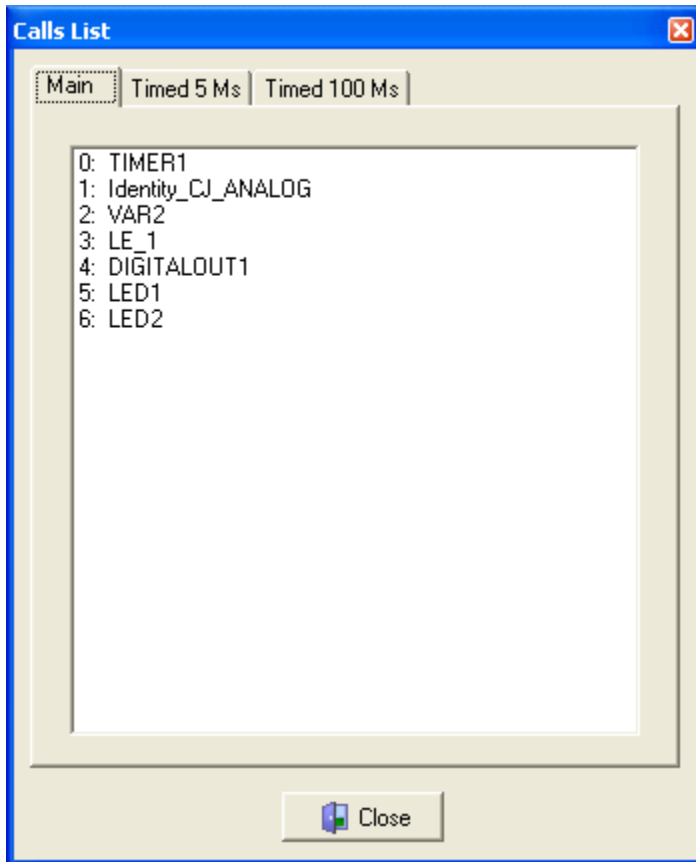 Calls List
Main Timed 5 Ms Timed 100 Ms
0: TIMER1
1: Identity_CJ_ANALOG
2: VAR2
3: LE_1
4: DIGITALOUT1
5: LED1
6: LED2
Close